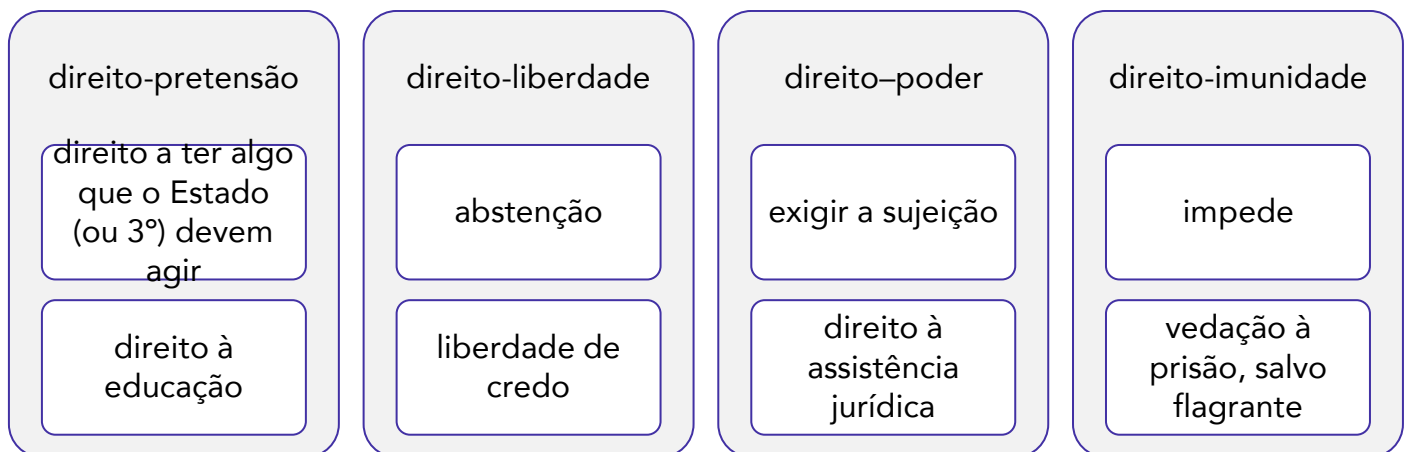 direito-pretensão
direito a ter algo
que o Estado
(ou 3º) devem
agir
direito à
educação
direito-liberdade
abstenção
liberdade de
credo
direito–poder
exigir a sujeição
direito à
assistência
jurídica
direito-imunidade
impede
vedação à
prisão, salvo
flagrante